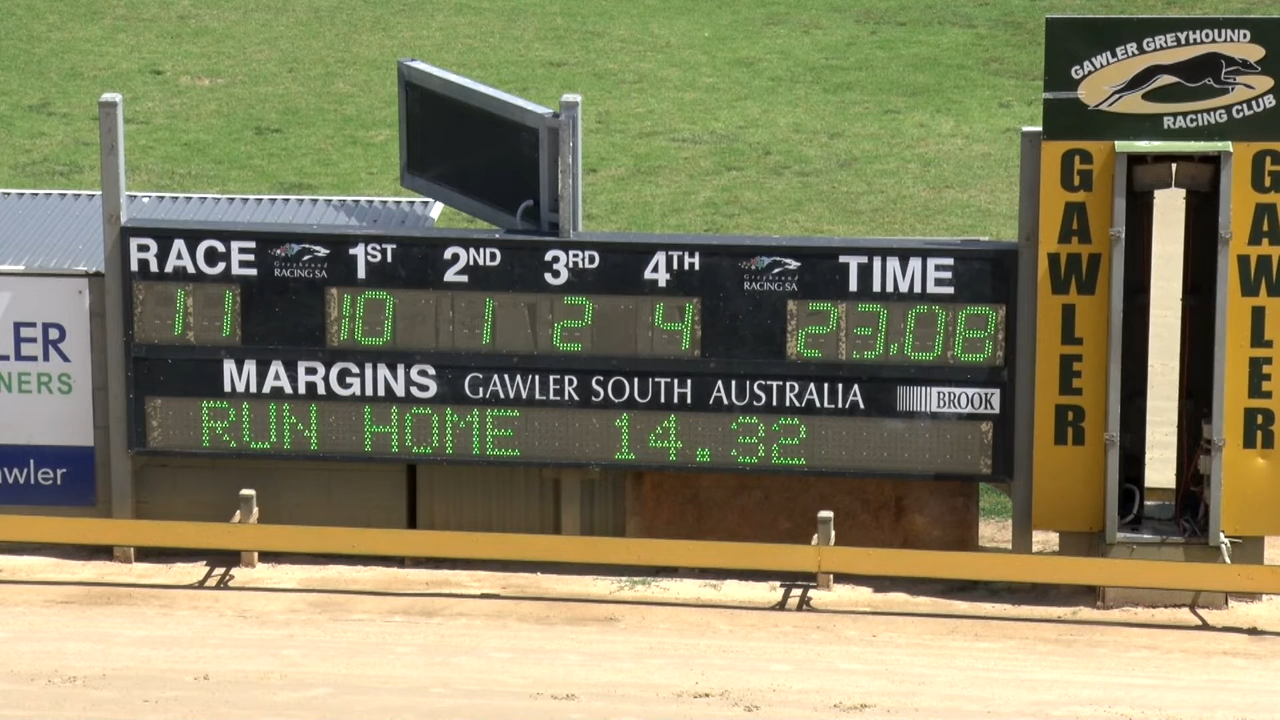 GAWLER GREYHOUND
RACING CLUB
RACE Greyhound RACING SA 1ST 2ND 3RD 4TH Greyhound RACING SA TIME
11 10 1 2 4 23.08
MARGINS GAWLER SOUTH AUSTRALIA BROOK
RUN HOME 14.32
LER
NERS
awler
GAWLER
GAWLER